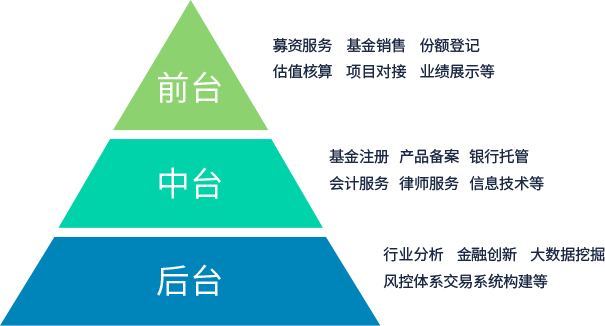 募资服务 基金销售 份额登记
前台
估值核算 项目对接 业绩展示等
基金注册 产品备案 银行托管
中台
会计服务 律师服务 信息技术等
行业分析 金融创新 大数据挖掘
后台
风控体系交易系统构建等